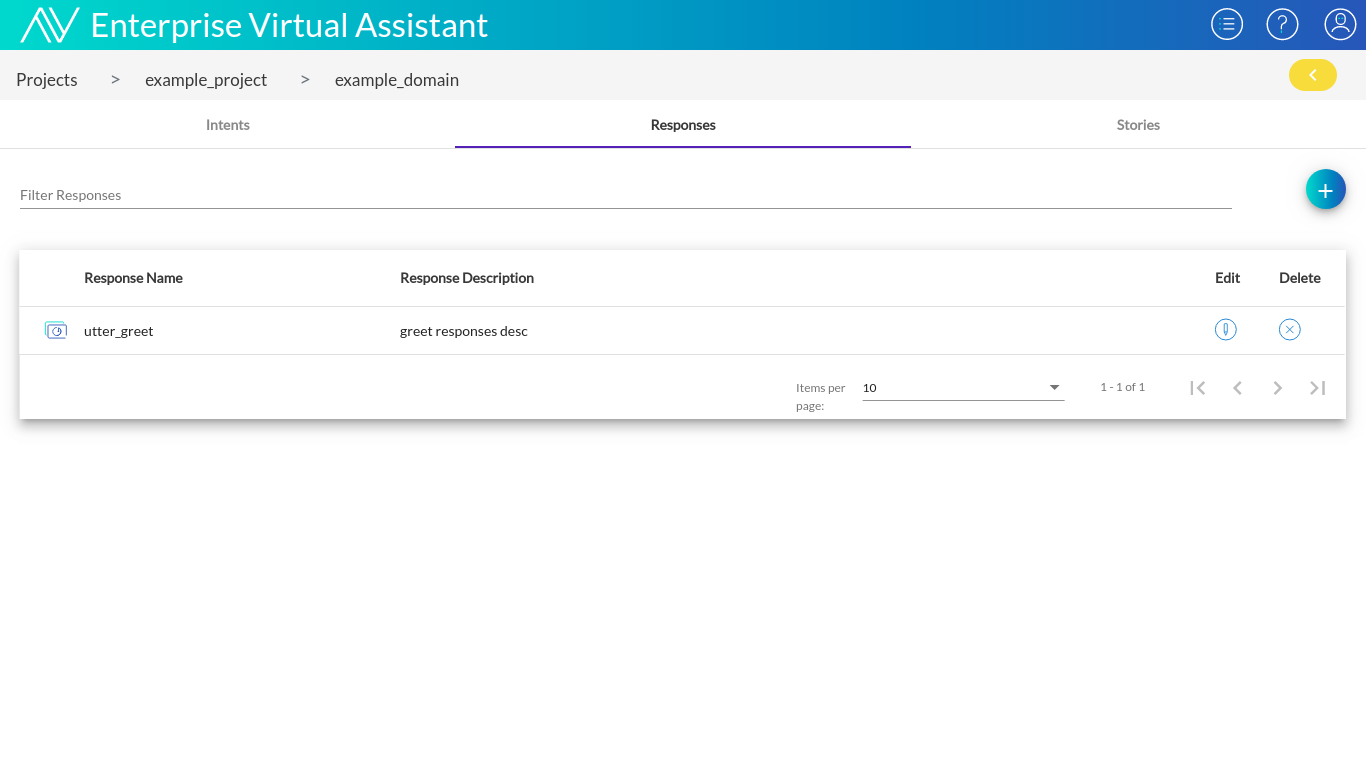 Enterprise Virtual Assistant
Projects > example_project > example_domain
Intents Responses Stories
Filter Responses
Response Name Response Description Edit Delete
utter_greet greet responses desc
Items per page: 10 1 - 1 of 1